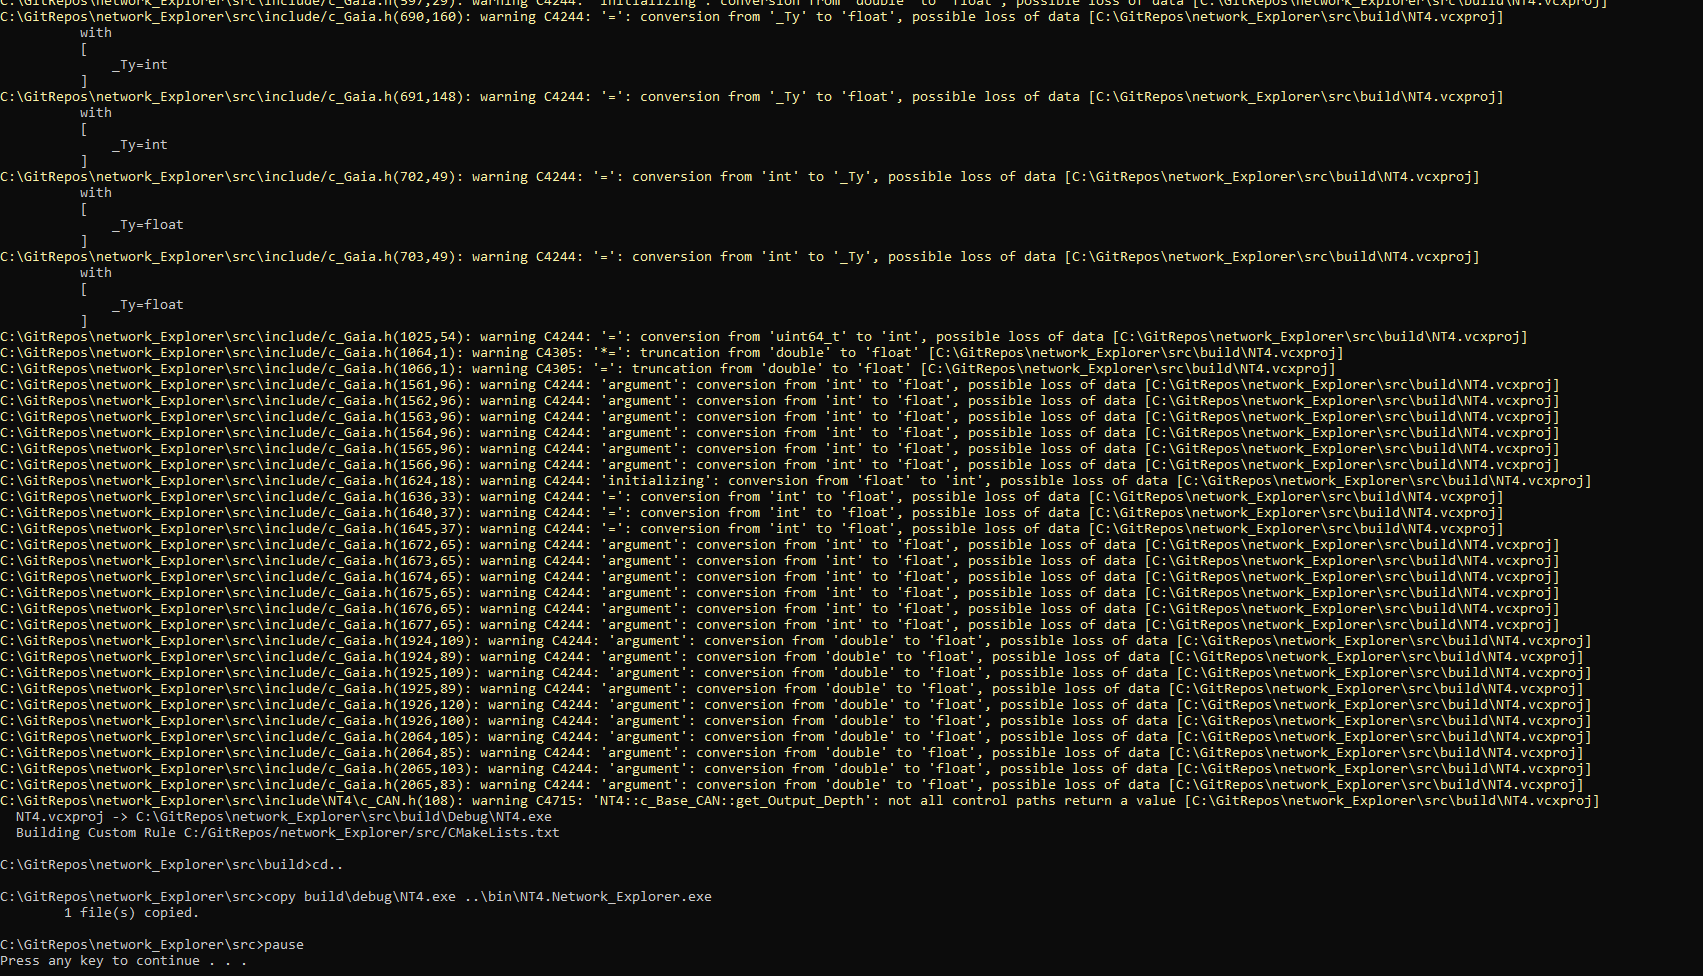 C:\GitRepos\network_Explorer\src\include/c_Gaia.h(597,29): warning C4244: 'initializing': conversion from 'double' to 'float', possible loss of data [C:\GitRepos\network_Explorer\src\build\NT4.vcxproj]
C:\GitRepos\network_Explorer\src\include/c_Gaia.h(690,160): warning C4244: '=': conversion from '_Ty' to 'float', possible loss of data [C:\GitRepos\network_Explorer\src\build\NT4.vcxproj]
with
[
_Ty=int
]
C:\GitRepos\network_Explorer\src\include/c_Gaia.h(691,148): warning C4244: '=': conversion from '_Ty' to 'float', possible loss of data [C:\GitRepos\network_Explorer\src\build\NT4.vcxproj]
with
[
_Ty=int
]
C:\GitRepos\network_Explorer\src\include/c_Gaia.h(702,49): warning C4244: '=': conversion from 'int' to '_Ty', possible loss of data [C:\GitRepos\network_Explorer\src\build\NT4.vcxproj]
with
[
_Ty=float
]
C:\GitRepos\network_Explorer\src\include/c_Gaia.h(703,49): warning C4244: '=': conversion from 'int' to '_Ty', possible loss of data [C:\GitRepos\network_Explorer\src\build\NT4.vcxproj]
with
[
_Ty=float
]
C:\GitRepos\network_Explorer\src\include/c_Gaia.h(1025,54): warning C4244: '=': conversion from 'uint64_t' to 'int', possible loss of data [C:\GitRepos\network_Explorer\src\build\NT4.vcxproj]
C:\GitRepos\network_Explorer\src\include/c_Gaia.h(1064,1): warning C4305: '*=': truncation from 'double' to 'float' [C:\GitRepos\network_Explorer\src\build\NT4.vcxproj]
C:\GitRepos\network_Explorer\src\include/c_Gaia.h(1066,1): warning C4305: '=': truncation from 'double' to 'float' [C:\GitRepos\network_Explorer\src\build\NT4.vcxproj]
C:\GitRepos\network_Explorer\src\include/c_Gaia.h(1561,96): warning C4244: 'argument': conversion from 'int' to 'float', possible loss of data [C:\GitRepos\network_Explorer\src\build\NT4.vcxproj]
C:\GitRepos\network_Explorer\src\include/c_Gaia.h(1562,96): warning C4244: 'argument': conversion from 'int' to 'float', possible loss of data [C:\GitRepos\network_Explorer\src\build\NT4.vcxproj]
C:\GitRepos\network_Explorer\src\include/c_Gaia.h(1563,96): warning C4244: 'argument': conversion from 'int' to 'float', possible loss of data [C:\GitRepos\network_Explorer\src\build\NT4.vcxproj]
C:\GitRepos\network_Explorer\src\include/c_Gaia.h(1564,96): warning C4244: 'argument': conversion from 'int' to 'float', possible loss of data [C:\GitRepos\network_Explorer\src\build\NT4.vcxproj]
C:\GitRepos\network_Explorer\src\include/c_Gaia.h(1565,96): warning C4244: 'argument': conversion from 'int' to 'float', possible loss of data [C:\GitRepos\network_Explorer\src\build\NT4.vcxproj]
C:\GitRepos\network_Explorer\src\include/c_Gaia.h(1566,96): warning C4244: 'argument': conversion from 'int' to 'float', possible loss of data [C:\GitRepos\network_Explorer\src\build\NT4.vcxproj]
C:\GitRepos\network_Explorer\src\include/c_Gaia.h(1624,18): warning C4244: 'initializing': conversion from 'float' to 'int', possible loss of data [C:\GitRepos\network_Explorer\src\build\NT4.vcxproj]
C:\GitRepos\network_Explorer\src\include/c_Gaia.h(1636,33): warning C4244: '=': conversion from 'int' to 'float', possible loss of data [C:\GitRepos\network_Explorer\src\build\NT4.vcxproj]
C:\GitRepos\network_Explorer\src\include/c_Gaia.h(1640,37): warning C4244: '=': conversion from 'int' to 'float', possible loss of data [C:\GitRepos\network_Explorer\src\build\NT4.vcxproj]
C:\GitRepos\network_Explorer\src\include/c_Gaia.h(1645,37): warning C4244: '=': conversion from 'int' to 'float', possible loss of data [C:\GitRepos\network_Explorer\src\build\NT4.vcxproj]
C:\GitRepos\network_Explorer\src\include/c_Gaia.h(1672,65): warning C4244: 'argument': conversion from 'int' to 'float', possible loss of data [C:\GitRepos\network_Explorer\src\build\NT4.vcxproj]
C:\GitRepos\network_Explorer\src\include/c_Gaia.h(1673,65): warning C4244: 'argument': conversion from 'int' to 'float', possible loss of data [C:\GitRepos\network_Explorer\src\build\NT4.vcxproj]
C:\GitRepos\network_Explorer\src\include/c_Gaia.h(1674,65): warning C4244: 'argument': conversion from 'int' to 'float', possible loss of data [C:\GitRepos\network_Explorer\src\build\NT4.vcxproj]
C:\GitRepos\network_Explorer\src\include/c_Gaia.h(1675,65): warning C4244: 'argument': conversion from 'int' to 'float', possible loss of data [C:\GitRepos\network_Explorer\src\build\NT4.vcxproj]
C:\GitRepos\network_Explorer\src\include/c_Gaia.h(1676,65): warning C4244: 'argument': conversion from 'int' to 'float', possible loss of data [C:\GitRepos\network_Explorer\src\build\NT4.vcxproj]
C:\GitRepos\network_Explorer\src\include/c_Gaia.h(1677,65): warning C4244: 'argument': conversion from 'int' to 'float', possible loss of data [C:\GitRepos\network_Explorer\src\build\NT4.vcxproj]
C:\GitRepos\network_Explorer\src\include/c_Gaia.h(1924,109): warning C4244: 'argument': conversion from 'double' to 'float', possible loss of data [C:\GitRepos\network_Explorer\src\build\NT4.vcxproj]
C:\GitRepos\network_Explorer\src\include/c_Gaia.h(1924,89): warning C4244: 'argument': conversion from 'double' to 'float', possible loss of data [C:\GitRepos\network_Explorer\src\build\NT4.vcxproj]
C:\GitRepos\network_Explorer\src\include/c_Gaia.h(1925,109): warning C4244: 'argument': conversion from 'double' to 'float', possible loss of data [C:\GitRepos\network_Explorer\src\build\NT4.vcxproj]
C:\GitRepos\network_Explorer\src\include/c_Gaia.h(1925,89): warning C4244: 'argument': conversion from 'double' to 'float', possible loss of data [C:\GitRepos\network_Explorer\src\build\NT4.vcxproj]
C:\GitRepos\network_Explorer\src\include/c_Gaia.h(1926,120): warning C4244: 'argument': conversion from 'double' to 'float', possible loss of data [C:\GitRepos\network_Explorer\src\build\NT4.vcxproj]
C:\GitRepos\network_Explorer\src\include/c_Gaia.h(1926,100): warning C4244: 'argument': conversion from 'double' to 'float', possible loss of data [C:\GitRepos\network_Explorer\src\build\NT4.vcxproj]
C:\GitRepos\network_Explorer\src\include/c_Gaia.h(2064,105): warning C4244: 'argument': conversion from 'double' to 'float', possible loss of data [C:\GitRepos\network_Explorer\src\build\NT4.vcxproj]
C:\GitRepos\network_Explorer\src\include/c_Gaia.h(2064,85): warning C4244: 'argument': conversion from 'double' to 'float', possible loss of data [C:\GitRepos\network_Explorer\src\build\NT4.vcxproj]
C:\GitRepos\network_Explorer\src\include/c_Gaia.h(2065,103): warning C4244: 'argument': conversion from 'double' to 'float', possible loss of data [C:\GitRepos\network_Explorer\src\build\NT4.vcxproj]
C:\GitRepos\network_Explorer\src\include/c_Gaia.h(2065,83): warning C4244: 'argument': conversion from 'double' to 'float', possible loss of data [C:\GitRepos\network_Explorer\src\build\NT4.vcxproj]
C:\GitRepos\network_Explorer\src\include\NT4\c_CAN.h(108): warning C4715: 'NT4::c_Base_CAN::get_Output_Depth': not all control paths return a value [C:\GitRepos\network_Explorer\src\build\NT4.vcxproj]
NT4.vcxproj -> C:\GitRepos\network_Explorer\src\build\Debug\NT4.exe
Building Custom Rule C:/GitRepos/network_Explorer/src/CMakeLists.txt
C:\GitRepos\network_Explorer\src\build>cd..
C:\GitRepos\network_Explorer\src>copy build\debug\NT4.exe ..\bin\NT4.Network_Explorer.exe
1 file(s) copied.
C:\GitRepos\network_Explorer\src>pause
Press any key to continue . . .